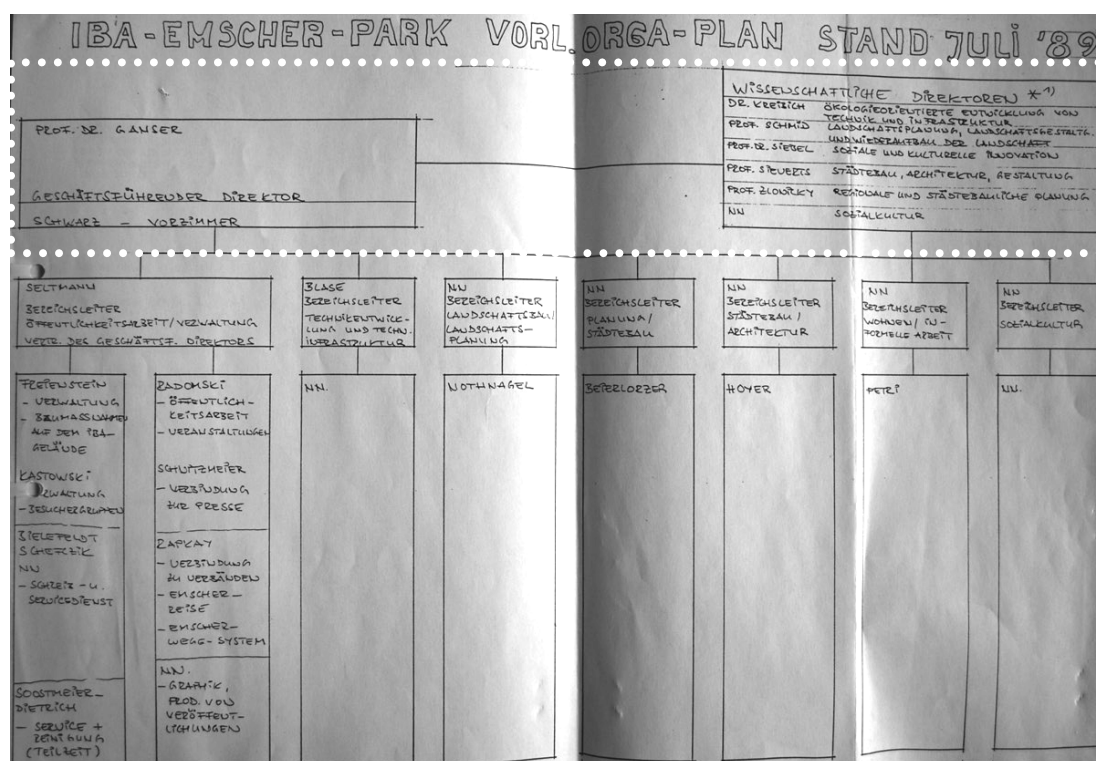 IBA-EMSCHER-PARK VORL. ORGA-PLAN STAND JULI '89
PROF. DR. GANSER
GESCHÄFTSFÜHRENDER DIREKTOR
SCHWARZ - VORZIMMER
WISSENSCHAFTLICHE DIREKTOREN *1)
DR. KREIBICH ÖKOLOGIEORIENTIERTE ENTWICKLUNG VON
TECHNIK UND INFRASTRUKTUR
PROF. SCHMID LANDSCHAFTSPLANUNG, LANDSCHAFTSGESTALTG.
UND WIEDERAUFBAU DER LANDSCHAFT
PROF. DR. SIEBEL SOZIALE UND KULTURELLE INNOVATION
PROF. SIEVERTS STÄDTEBAU, ARCHITEKTUR, GESTALTUNG
PROF. ZLONICKY REGIONALE UND STÄDTEBAULICHE PLANUNG
NN SOZIALKULTUR
SELTMANN
BEREICHSLEITER
ÖFFENTLICHKEITSARBEIT/VERWALTUNG
VERTR. DES GESCHÄFTSF. DIREKTORS
BLASE
BEREICHSLEITER
TECHNIKENTWICK-
LUNG UND TECHN.
INFRASTRUKTUR
NN
BEREICHSLEITER
LANDSCHAFTSBAU/
LANDSCHAFTS-
PLANUNG
NN
BEREICHSLEITER
PLANUNG/
STÄDTEBAU
NN
BEREICHSLEITER
STÄDTEBAU/
ARCHITEKTUR
NN
BEREICHSLEITER
WOHNEN/ IN-
FORMELLE ARBEIT
NN
BEREICHSLEITER
SOZIALKULTUR
FREIENSTEIN
- VERWALTUNG
- BAUMASSNAHMEN
AUF DEM IBA-
GELÄNDE
KASTOWSKI
RWALTUNG
- BESUCHERGRUPPEN
BIELEFELDT
SCHEFCZIK
NN
- SCHREIB- U.
SERVICEDIENST
SOOSTMEIER-
DIETRICH
- SERVICE +
REINIGUNG
(TEILZEIT)
RADOMSKI
- ÖFFENTLICH-
KEITSARBEIT
- VERANSTALTUNGEN
SCHNITZMEIER
- VERBINDUNG
ZUR PRESSE
ZAPKAY
- VERBINDUNG
ZU VERBÄNDEN
- EMSCHER-
REISE
- EMSCHER-
WEGE-SYSTEM
NN.
- GRAPHIK,
PROD. VON
VERÖFFENT-
LICHUNGEN
NN.
NOTHNAGEL
BEIERLORZER
HOYER
PETRI
NN.